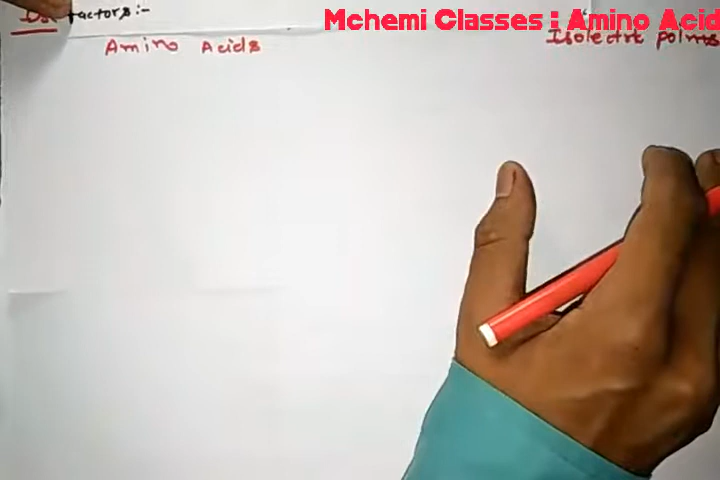 Mchemi Classes : Amino Acid
factors:-
Amino Acids
Isolectric points